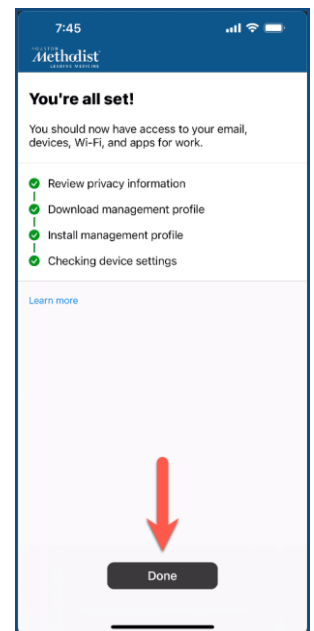 7:45
HOUSTON
Methodist
LEADING MEDICINE
You're all set!
You should now have access to your email,
devices, Wi-Fi, and apps for work.
Review privacy information
Download management profile
Install management profile
Checking device settings
Learn more
Done